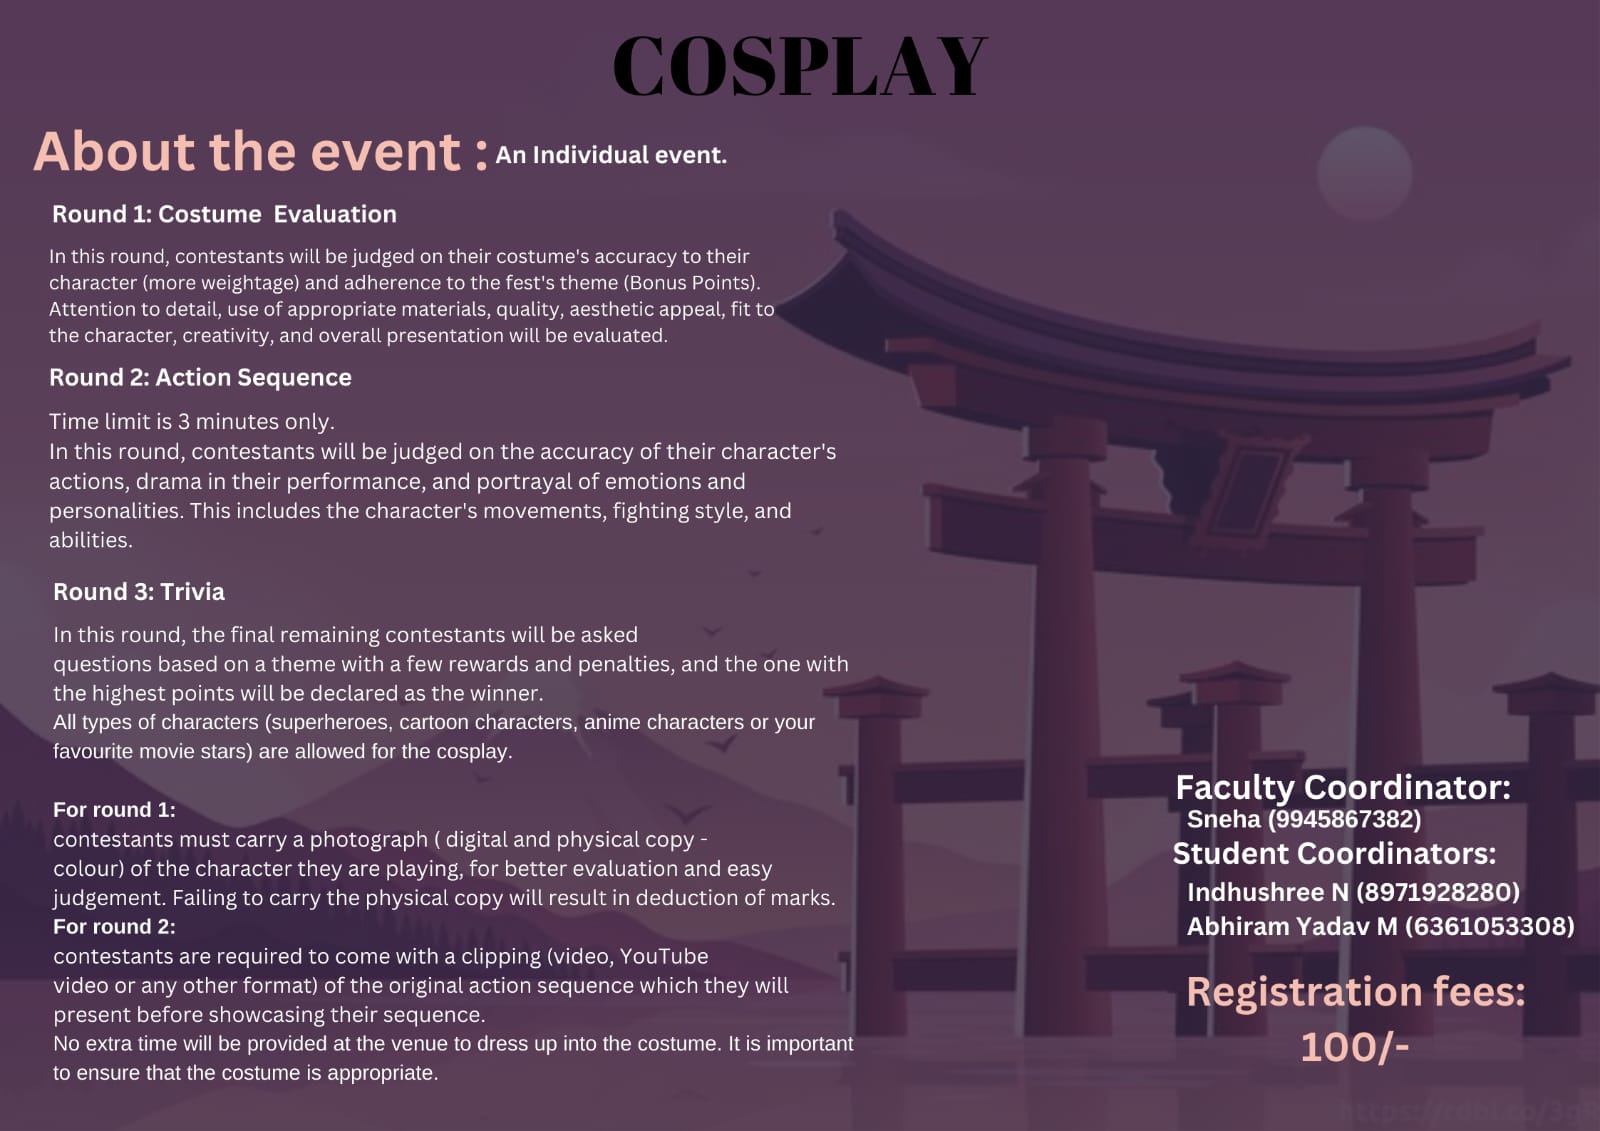 COSPLAY
About the event : An Individual event.
Round 1: Costume Evaluation
In this round, contestants will be judged on their costume's accuracy to their
character (more weightage) and adherence to the fest's theme (Bonus Points).
Attention to detail, use of appropriate materials, quality, aesthetic appeal, fit to
the character, creativity, and overall presentation will be evaluated.
Round 2: Action Sequence
Time limit is 3 minutes only.
In this round, contestants will be judged on the accuracy of their character's
actions, drama in their performance, and portrayal of emotions and
personalities. This includes the character's movements, fighting style, and
abilities.
Round 3: Trivia
In this round, the final remaining contestants will be asked
questions based on a theme with a few rewards and penalties, and the one with
the highest points will be declared as the winner.
All types of characters (superheroes, cartoon characters, anime characters or your
favourite movie stars) are allowed for the cosplay.
For round 1:
contestants must carry a photograph ( digital and physical copy -
colour) of the character they are playing, for better evaluation and easy
judgement. Failing to carry the physical copy will result in deduction of marks.
For round 2:
contestants are required to come with a clipping (video, YouTube
video or any other format) of the original action sequence which they will
present before showcasing their sequence.
No extra time will be provided at the venue to dress up into the costume. It is important
to ensure that the costume is appropriate.
Faculty Coordinator:
Sneha (9945867382)
Student Coordinators:
Indhushree N (8971928280)
Abhiram Yadav M (6361053308)
Registration fees:
100/-